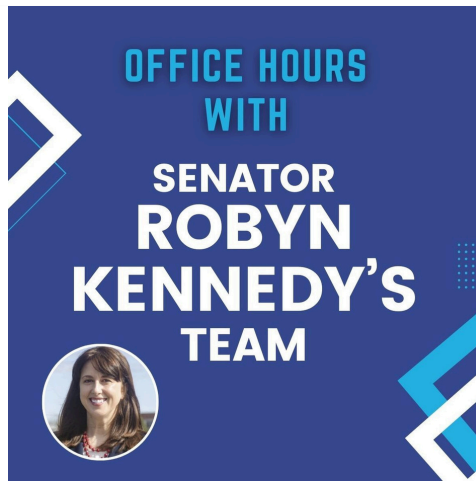 OFFICE HOURS
WITH
SENATOR
ROBYN
KENNEDY'S
TEAM